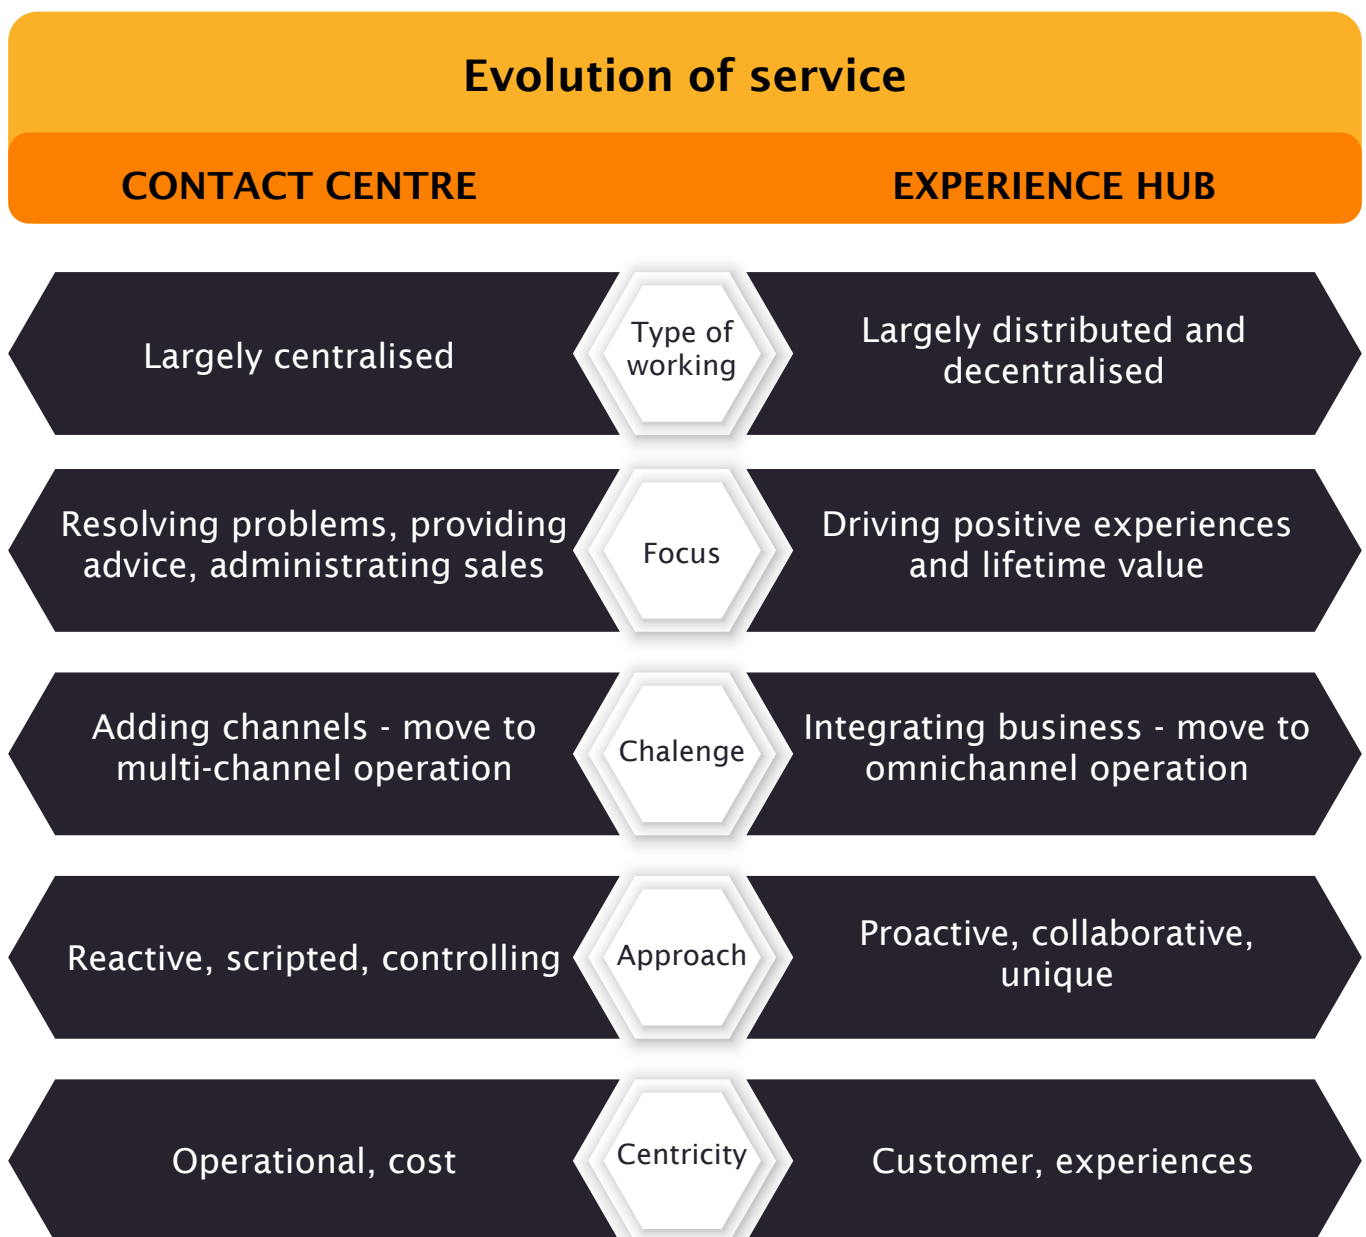 Evolution of service
CONTACT CENTRE
EXPERIENCE HUB
Largely centralised
Type of
working
Largely distributed and
decentralised
Resolving problems, providing
advice, administrating sales
Focus
Driving positive experiences
and lifetime value
Adding channels - move to
multi-channel operation
Chalenge
Integrating business - move to
omnichannel operation
Reactive, scripted, controlling
Approach
Proactive, collaborative,
unique
Operational, cost
Centricity
Customer, experiences